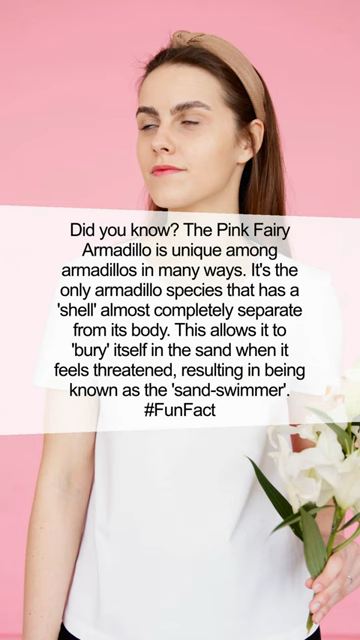 Did you know? The Pink Fairy
Armadillo is unique among
armadillos in many ways. It's the
only armadillo species that has a
'shell' almost completely separate
from its body. This allows it to
'bury' itself in the sand when it
feels threatened, resulting in being
known as the 'sand-swimmer'.
#FunFact